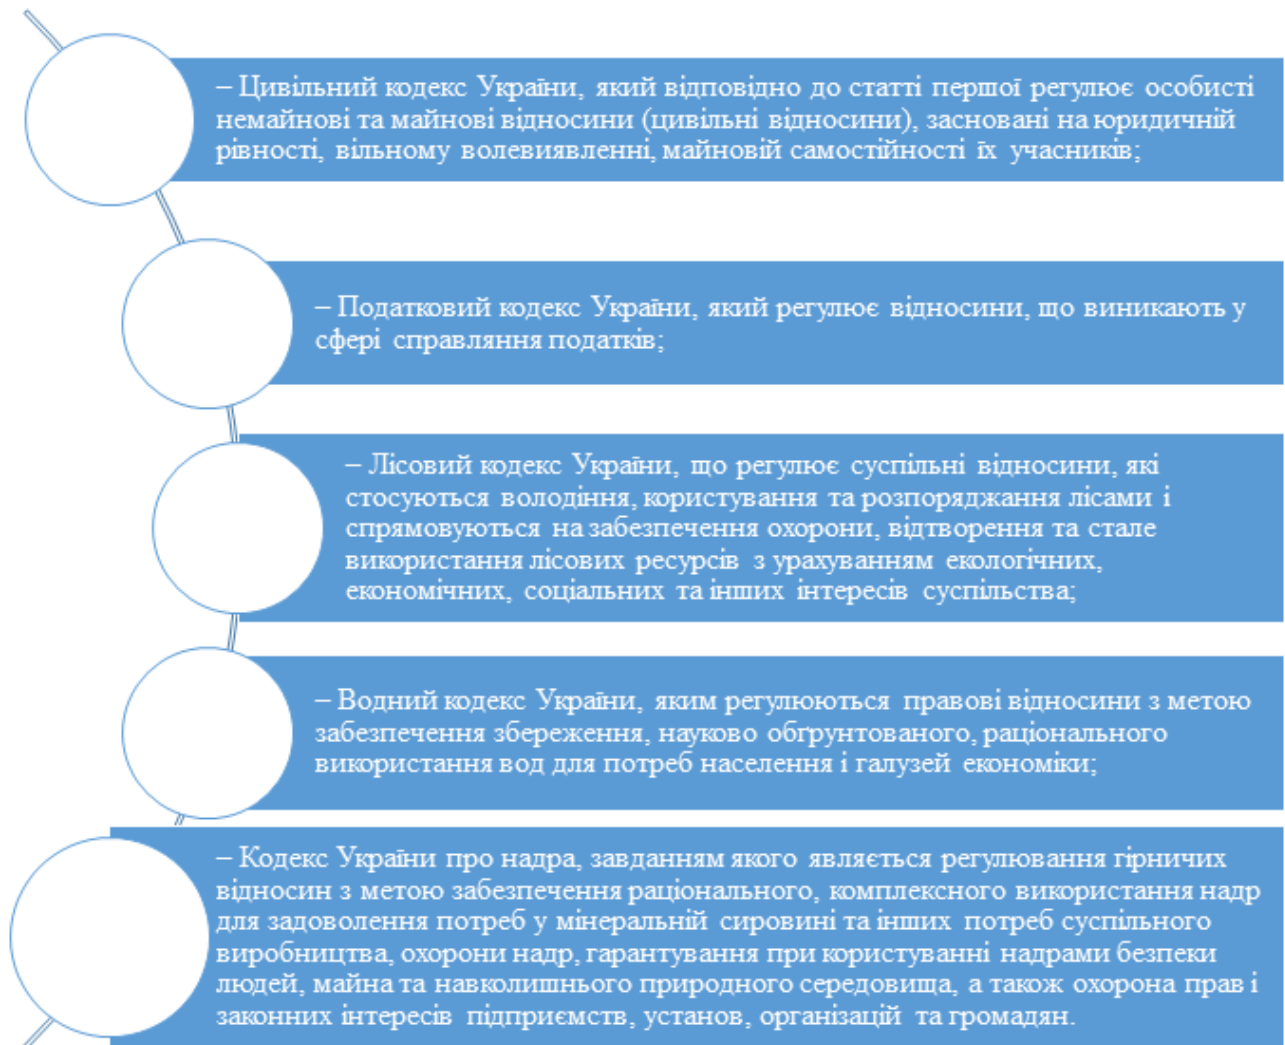 – Цивільний кодекс України, який відповідно до статті першої регулює особисті
немайнові та майнові відносини (цивільні відносини), засновані на юридичній
рівності, вільному волевиявленні, майновій самостійності їх учасників;
– Податковий кодекс України, який регулює відносини, що виникають у
сфері справляння податків;
– Лісовий кодекс України, що регулює суспільні відносини, які
стосуються володіння, користування та розпоряджання лісами і
спрямовуються на забезпечення охорони, відтворення та стале
використання лісових ресурсів з урахуванням екологічних,
економічних, соціальних та інших інтересів суспільства;
– Водний кодекс України, яким регулюються правові відносини з метою
забезпечення збереження, науково обґрунтованого, раціонального
використання вод для потреб населення і галузей економіки;
– Кодекс України про надра, завданням якого являється регулювання гірничих
відносин з метою забезпечення раціонального, комплексного використання надр
для задоволення потреб у мінеральній сировині та інших потреб суспільного
виробництва, охорони надр, гарантування при користуванні надрами безпеки
людей, майна та навколишнього природного середовища, а також охорона прав і
законних інтересів підприємств, установ, організацій та громадян.